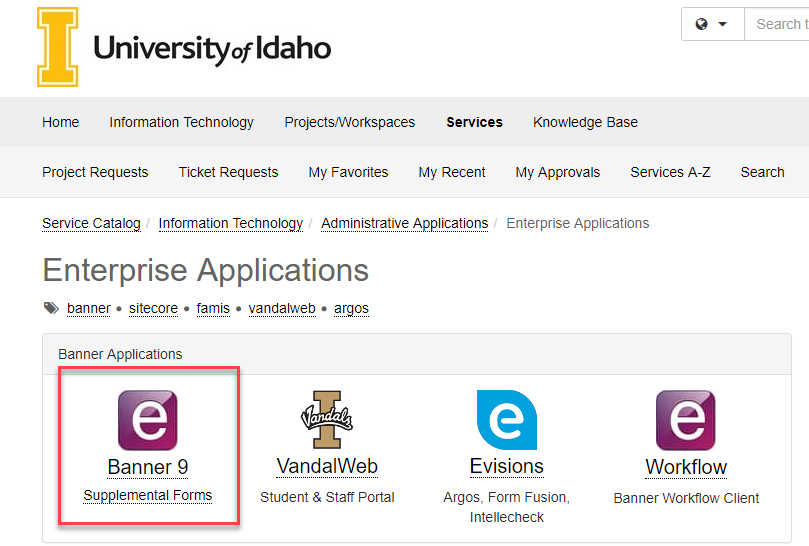 University of Idaho
Search t
Home Information Technology Projects/Workspaces Services Knowledge Base
Project Requests Ticket Requests My Favorites My Recent My Approvals Services A-Z Search
Service Catalog / Information Technology / Administrative Applications / Enterprise Applications
Enterprise Applications
banner • sitecore • famis • vandalweb • argos
Banner Applications
e Vandals e e
Banner 9 VandalWeb Evisions Workflow
Supplemental Forms Student & Staff Portal Argos, Form Fusion, Banner Workflow Client
Intellecheck